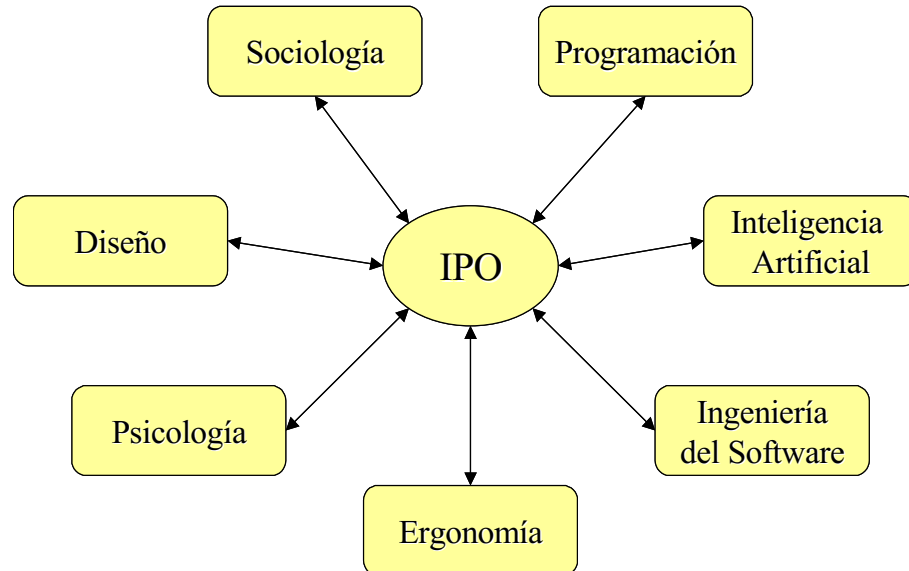 Sociología
Programación
Diseño
IPO
Inteligencia
Artificial
Psicología
Ingeniería
del Software
Ergonomía